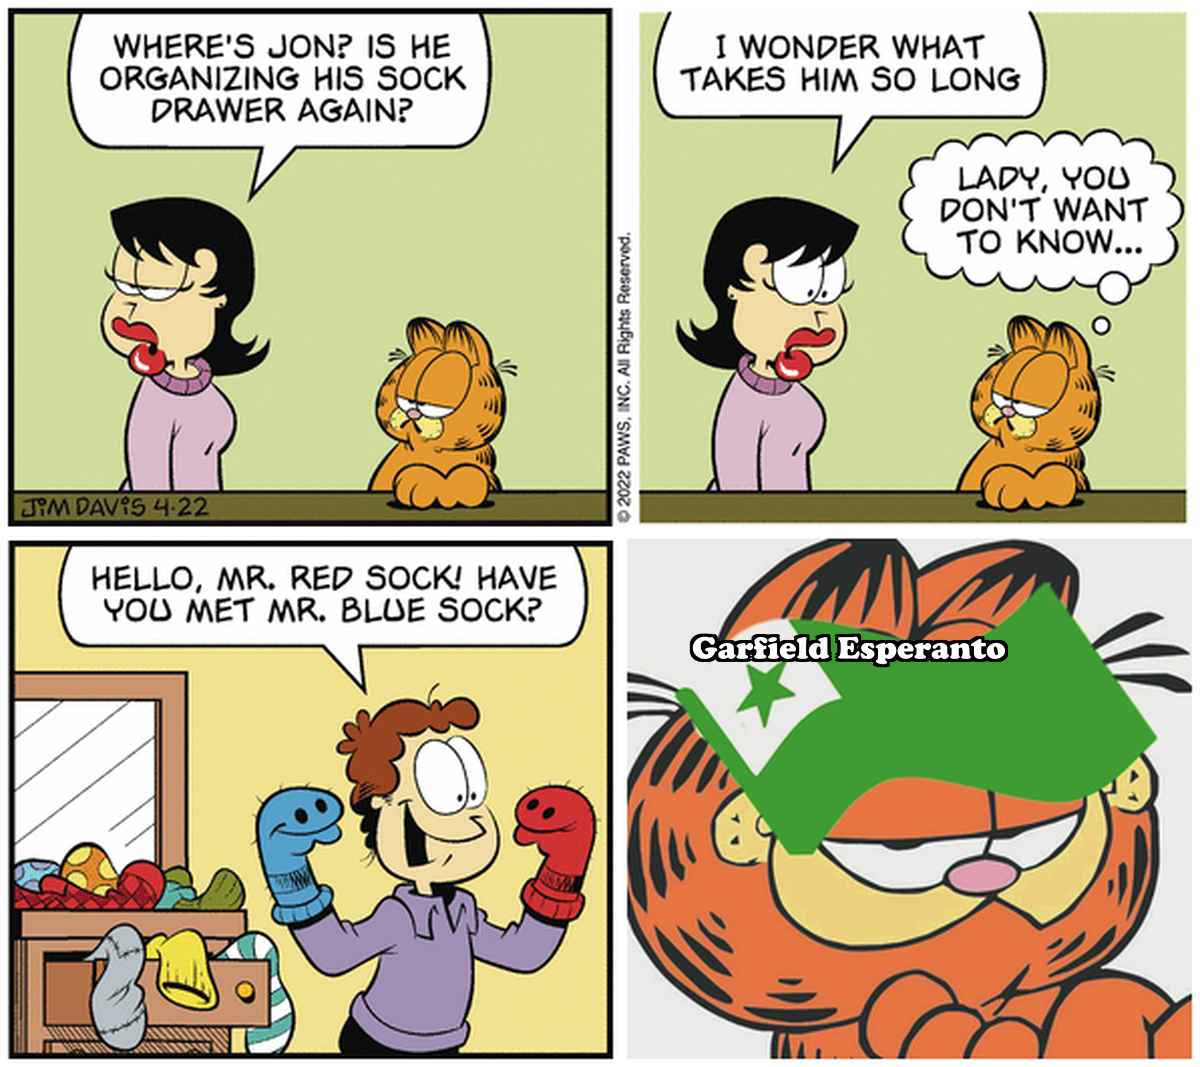 WHERE'S JON? IS HE
ORGANIZING HIS SOCK
DRAWER AGAIN?
JIM DAVIS 4·22
© 2022 PAWS, INC. All Rights Reserved.
I WONDER WHAT
TAKES HIM SO LONG
LADY, YOU
DON'T WANT
TO KNOW...
HELLO, MR. RED SOCK! HAVE
YOU MET MR. BLUE SOCK?
Garfield Esperanto